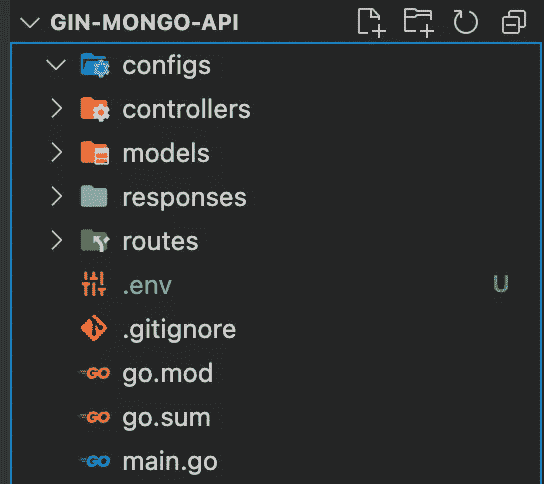 GIN-MONGO-API
configs
controllers
models
responses
routes
.env U
.gitignore
GO go.mod
GO go.sum
GO main.go